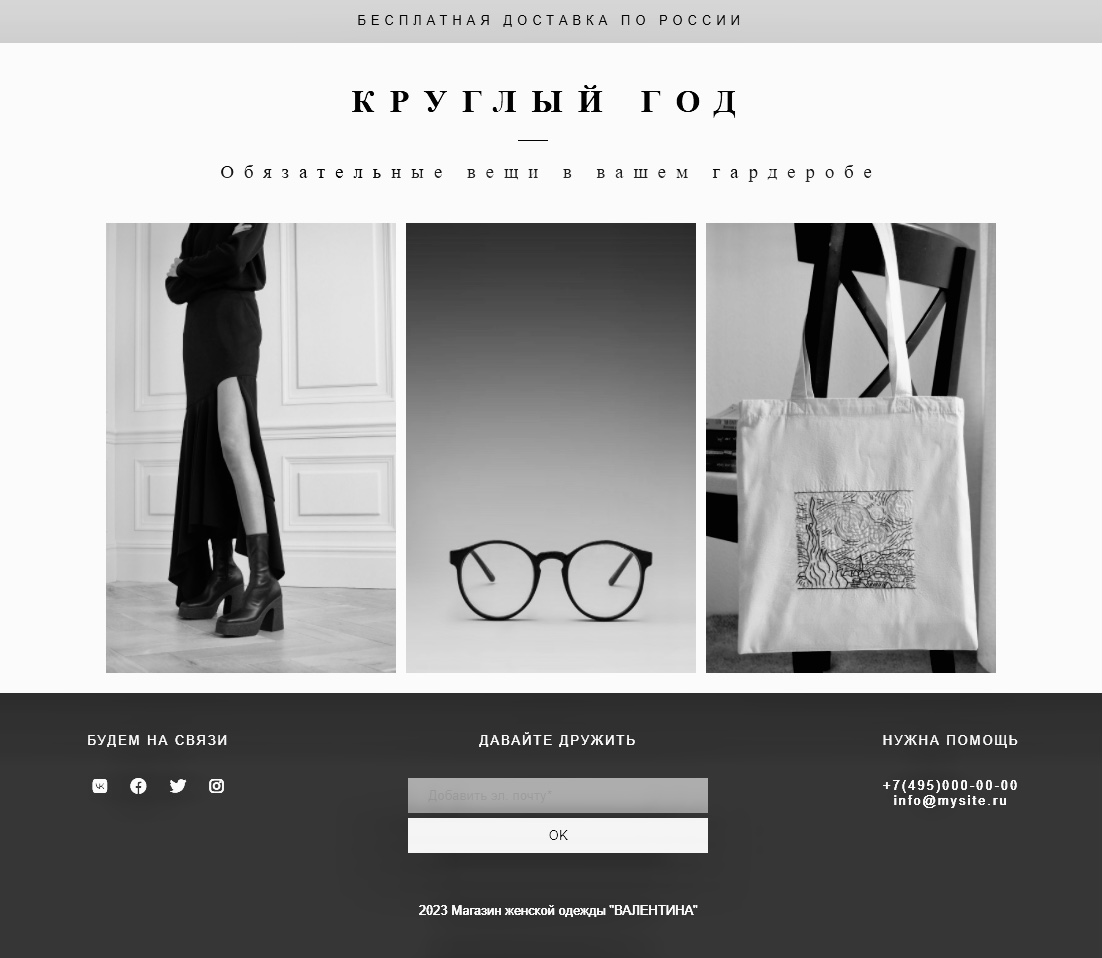 БЕСПЛАТНАЯ ДОСТАВКА ПО РОССИИ
КРУГЛЫЙ ГОД
Обязательные вещи в вашем гардеробе
БУДЕМ НА СВЯЗИ
ДАВАЙТЕ ДРУЖИТЬ
Добавить эл. почту*
OK
НУЖНА ПОМОЩЬ
+7(495)000-00-00
info@mysite.ru
2023 Магазин женской одежды "ВАЛЕНТИНА"